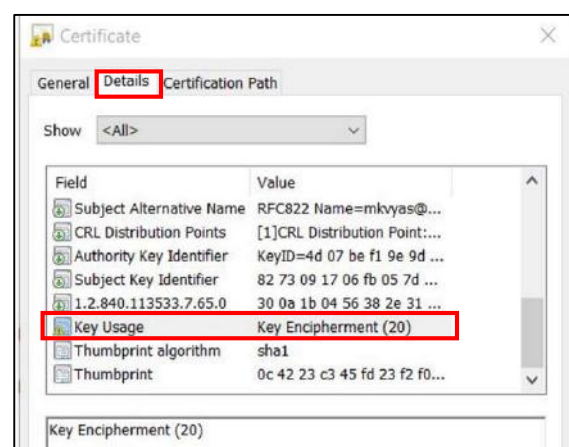 Certificate
General Details Certification Path
Show <All>
Field Value
Subject Alternative Name RFC822 Name=mkvyas@...
CRL Distribution Points [1]CRL Distribution Point:...
Authority Key Identifier KeyID=4d 07 be f1 9e 9d ...
Subject Key Identifier 82 73 09 17 06 fb 05 7d ...
1.2.840.113533.7.65.0 30 0a 1b 04 56 38 2e 31 ...
Key Usage Key Encipherment (20)
Thumbprint algorithm sha1
Thumbprint 0c 42 23 c3 45 fd 23 f2 f0...
Key Encipherment (20)